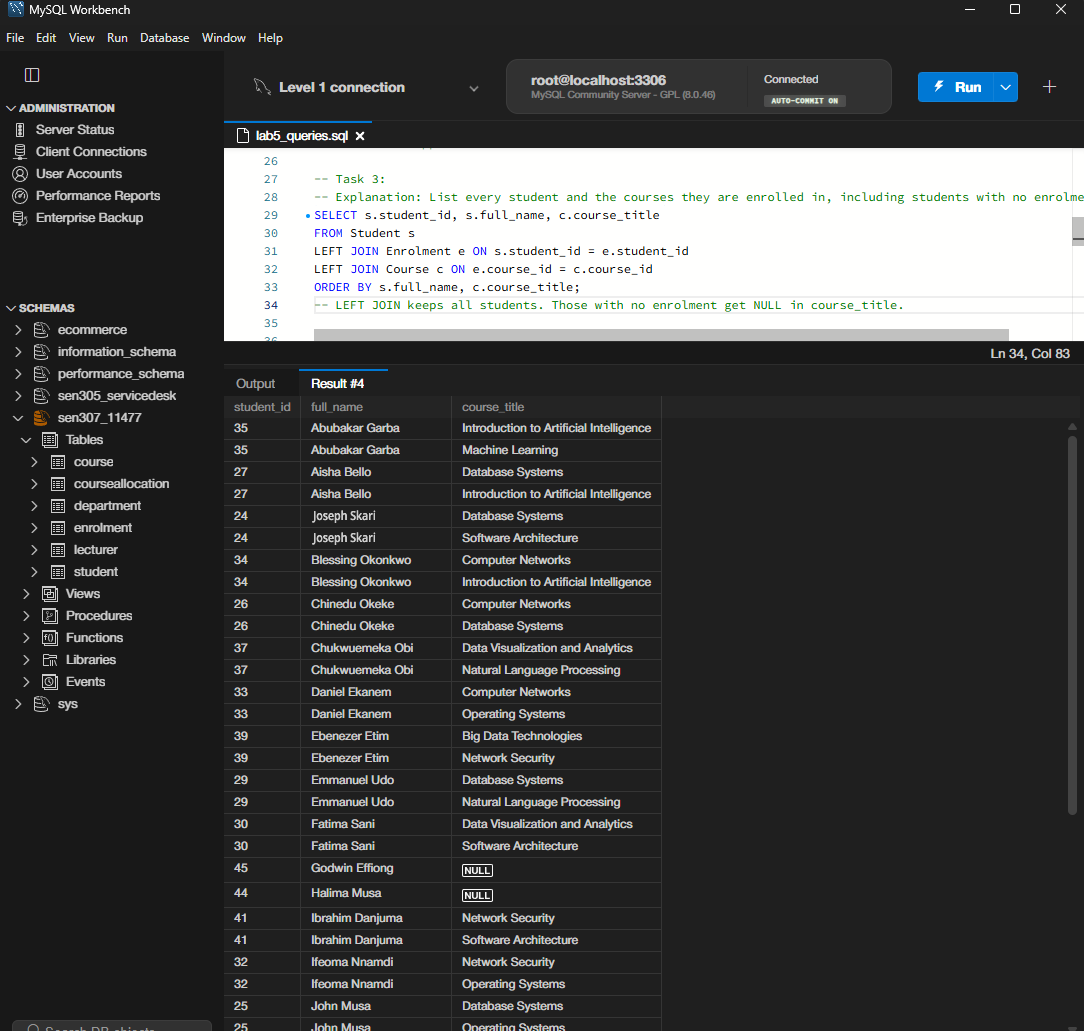 MySQL Workbench
File Edit View Run Database Window Help
Level 1 connection
root@localhost:3306
MySQL Community Server - GPL (8.0.46)
Connected
AUTO-COMMIT ON
Run
ADMINISTRATION
Server Status
Client Connections
User Accounts
Performance Reports
Enterprise Backup
SCHEMAS
ecommerce
information_schema
performance_schema
sen305_servicedesk
sen307_11477
Tables
course
courseallocation
department
enrolment
lecturer
student
Views
Procedures
Functions
Libraries
Events
sys
Search DB objects
lab5_queries.sql
26
27 -- Task 3:
28 -- Explanation: List every student and the courses they are enrolled in, including students with no enrolme
29 SELECT s.student_id, s.full_name, c.course_title
30 FROM Student s
31 LEFT JOIN Enrolment e ON s.student_id = e.student_id
32 LEFT JOIN Course c ON e.course_id = c.course_id
33 ORDER BY s.full_name, c.course_title;
34 -- LEFT JOIN keeps all students. Those with no enrolment get NULL in course_title.
35
36
Ln 34, Col 83
Output Result #4
student_id full_name course_title
35 Abubakar Garba Introduction to Artificial Intelligence
35 Abubakar Garba Machine Learning
27 Aisha Bello Database Systems
27 Aisha Bello Introduction to Artificial Intelligence
24 Joseph Skari Database Systems
24 Joseph Skari Software Architecture
34 Blessing Okonkwo Computer Networks
34 Blessing Okonkwo Introduction to Artificial Intelligence
26 Chinedu Okeke Computer Networks
26 Chinedu Okeke Database Systems
37 Chukwuemeka Obi Data Visualization and Analytics
37 Chukwuemeka Obi Natural Language Processing
33 Daniel Ekanem Computer Networks
33 Daniel Ekanem Operating Systems
39 Ebenezer Etim Big Data Technologies
39 Ebenezer Etim Network Security
29 Emmanuel Udo Database Systems
29 Emmanuel Udo Natural Language Processing
30 Fatima Sani Data Visualization and Analytics
30 Fatima Sani Software Architecture
45 Godwin Effiong NULL
44 Halima Musa NULL
41 Ibrahim Danjuma Network Security
41 Ibrahim Danjuma Software Architecture
32 Ifeoma Nnamdi Network Security
32 Ifeoma Nnamdi Operating Systems
25 John Musa Database Systems
25 John Musa Operating Systems